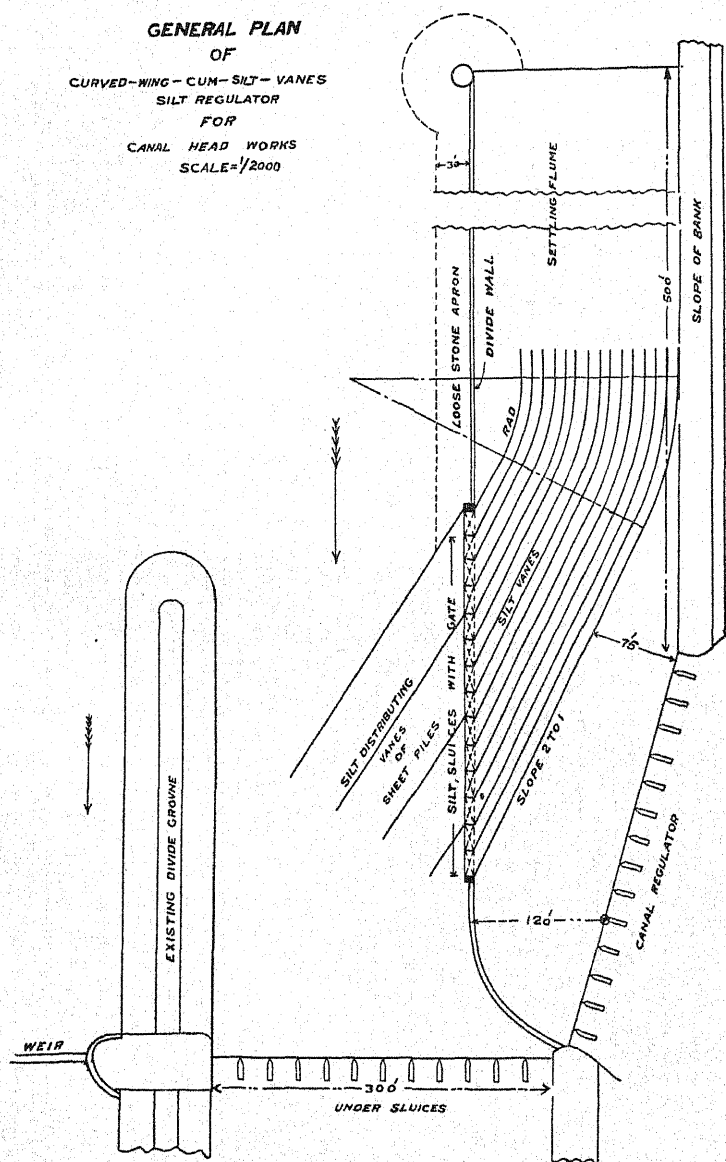 GENERAL PLAN
OF
CURVED-WING-CUM-SILT-VANES
SILT REGULATOR
FOR
CANAL HEAD WORKS
SCALE=1/2000
3'
SETTLING FLUME
SLOPE OF BANK
500'
LOOSE STONE APRON
DIVIDE WALL
RAD
SILT VANES
SILT, SLUICES WITH GATE
SILT DISTRIBUTING
VANES
OF
SHEET PILES
SLOPE 2 TO 1
75'
CANAL REGULATOR
120'
EXISTING DIVIDE GROVNE
WEIR
300'
UNDER SLUICES